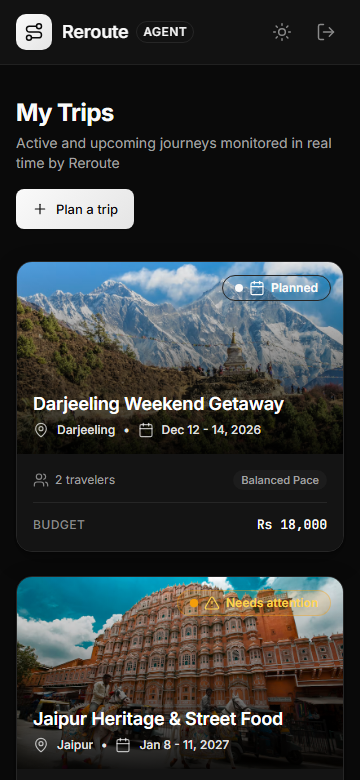 Reroute AGENT
My Trips
Active and upcoming journeys monitored in real
time by Reroute
Plan a trip
Planned
Darjeeling Weekend Getaway
Darjeeling • Dec 12 - 14, 2026
2 travelers Balanced Pace
BUDGET Rs 18,000
Needs attention
Jaipur Heritage & Street Food
Jaipur • Jan 8 - 11, 2027